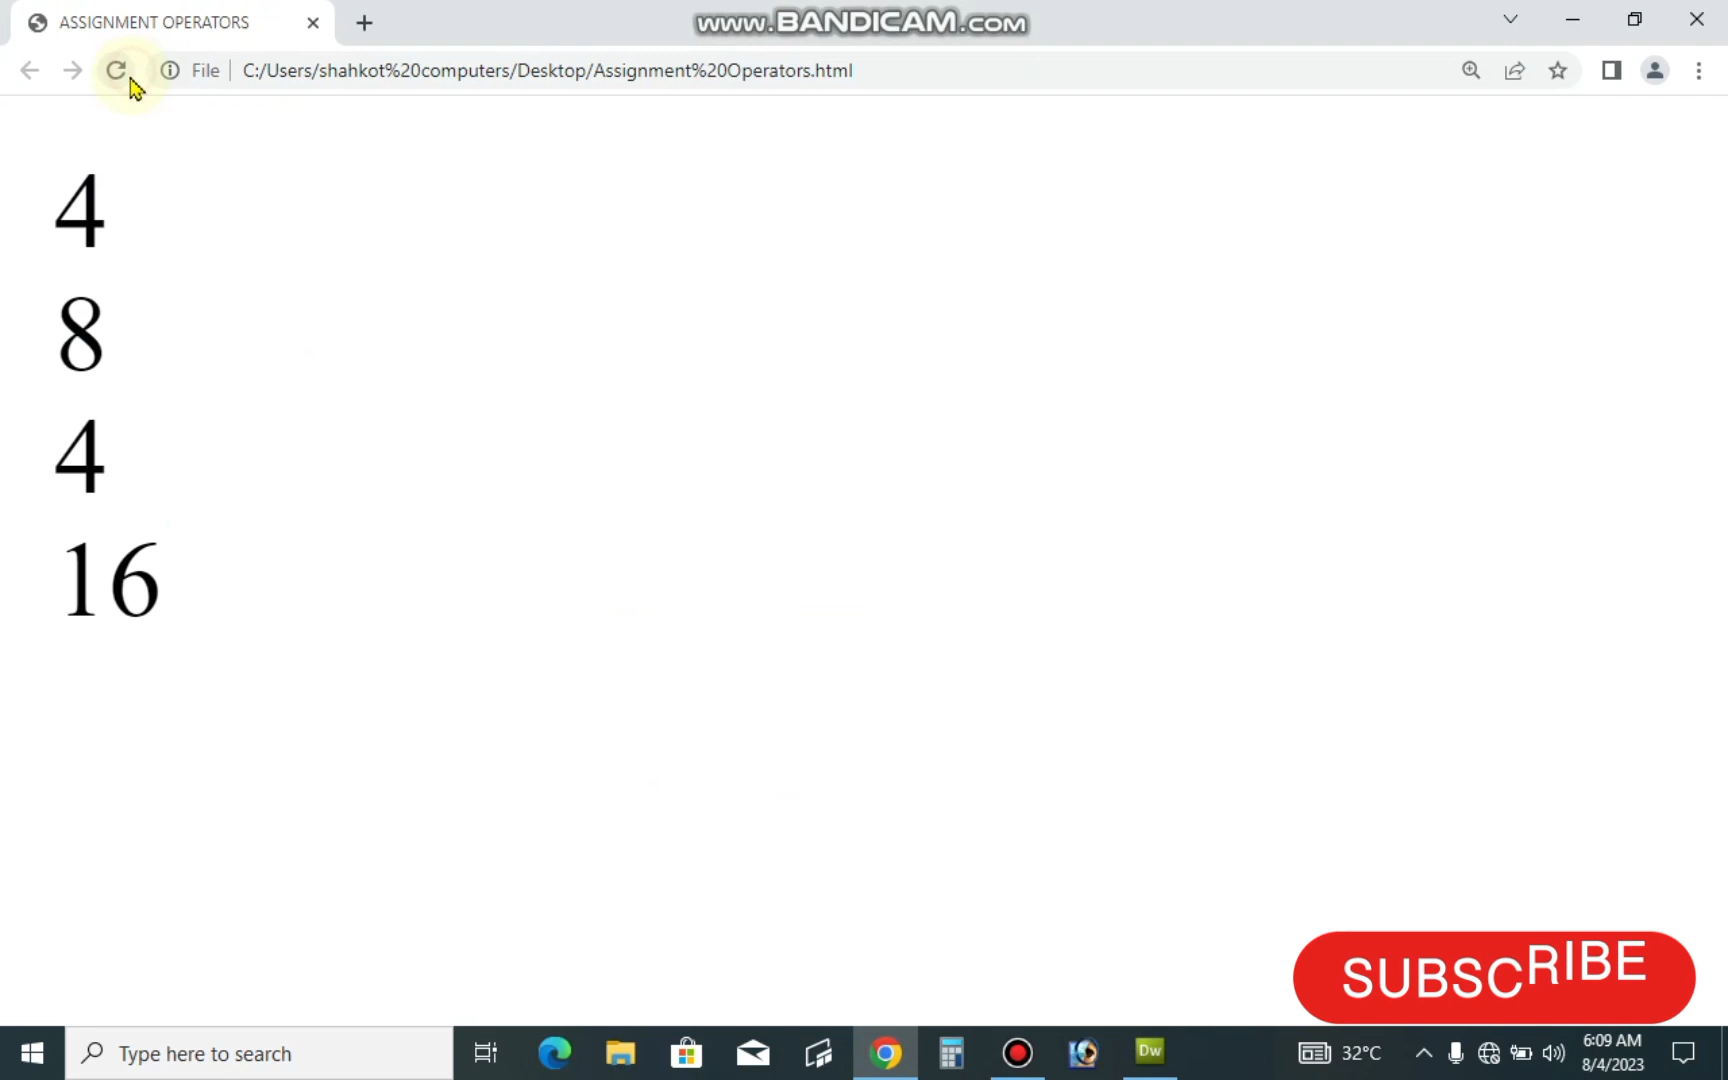 ASSIGNMENT OPERATORS
www.BANDICAM.com
File C:/Users/shahkot%20computers/Desktop/Assignment%20Operators.html
4
8
4
16
SUBSCRIBE
Type here to search
Dw
32°C
6:09 AM
8/4/2023